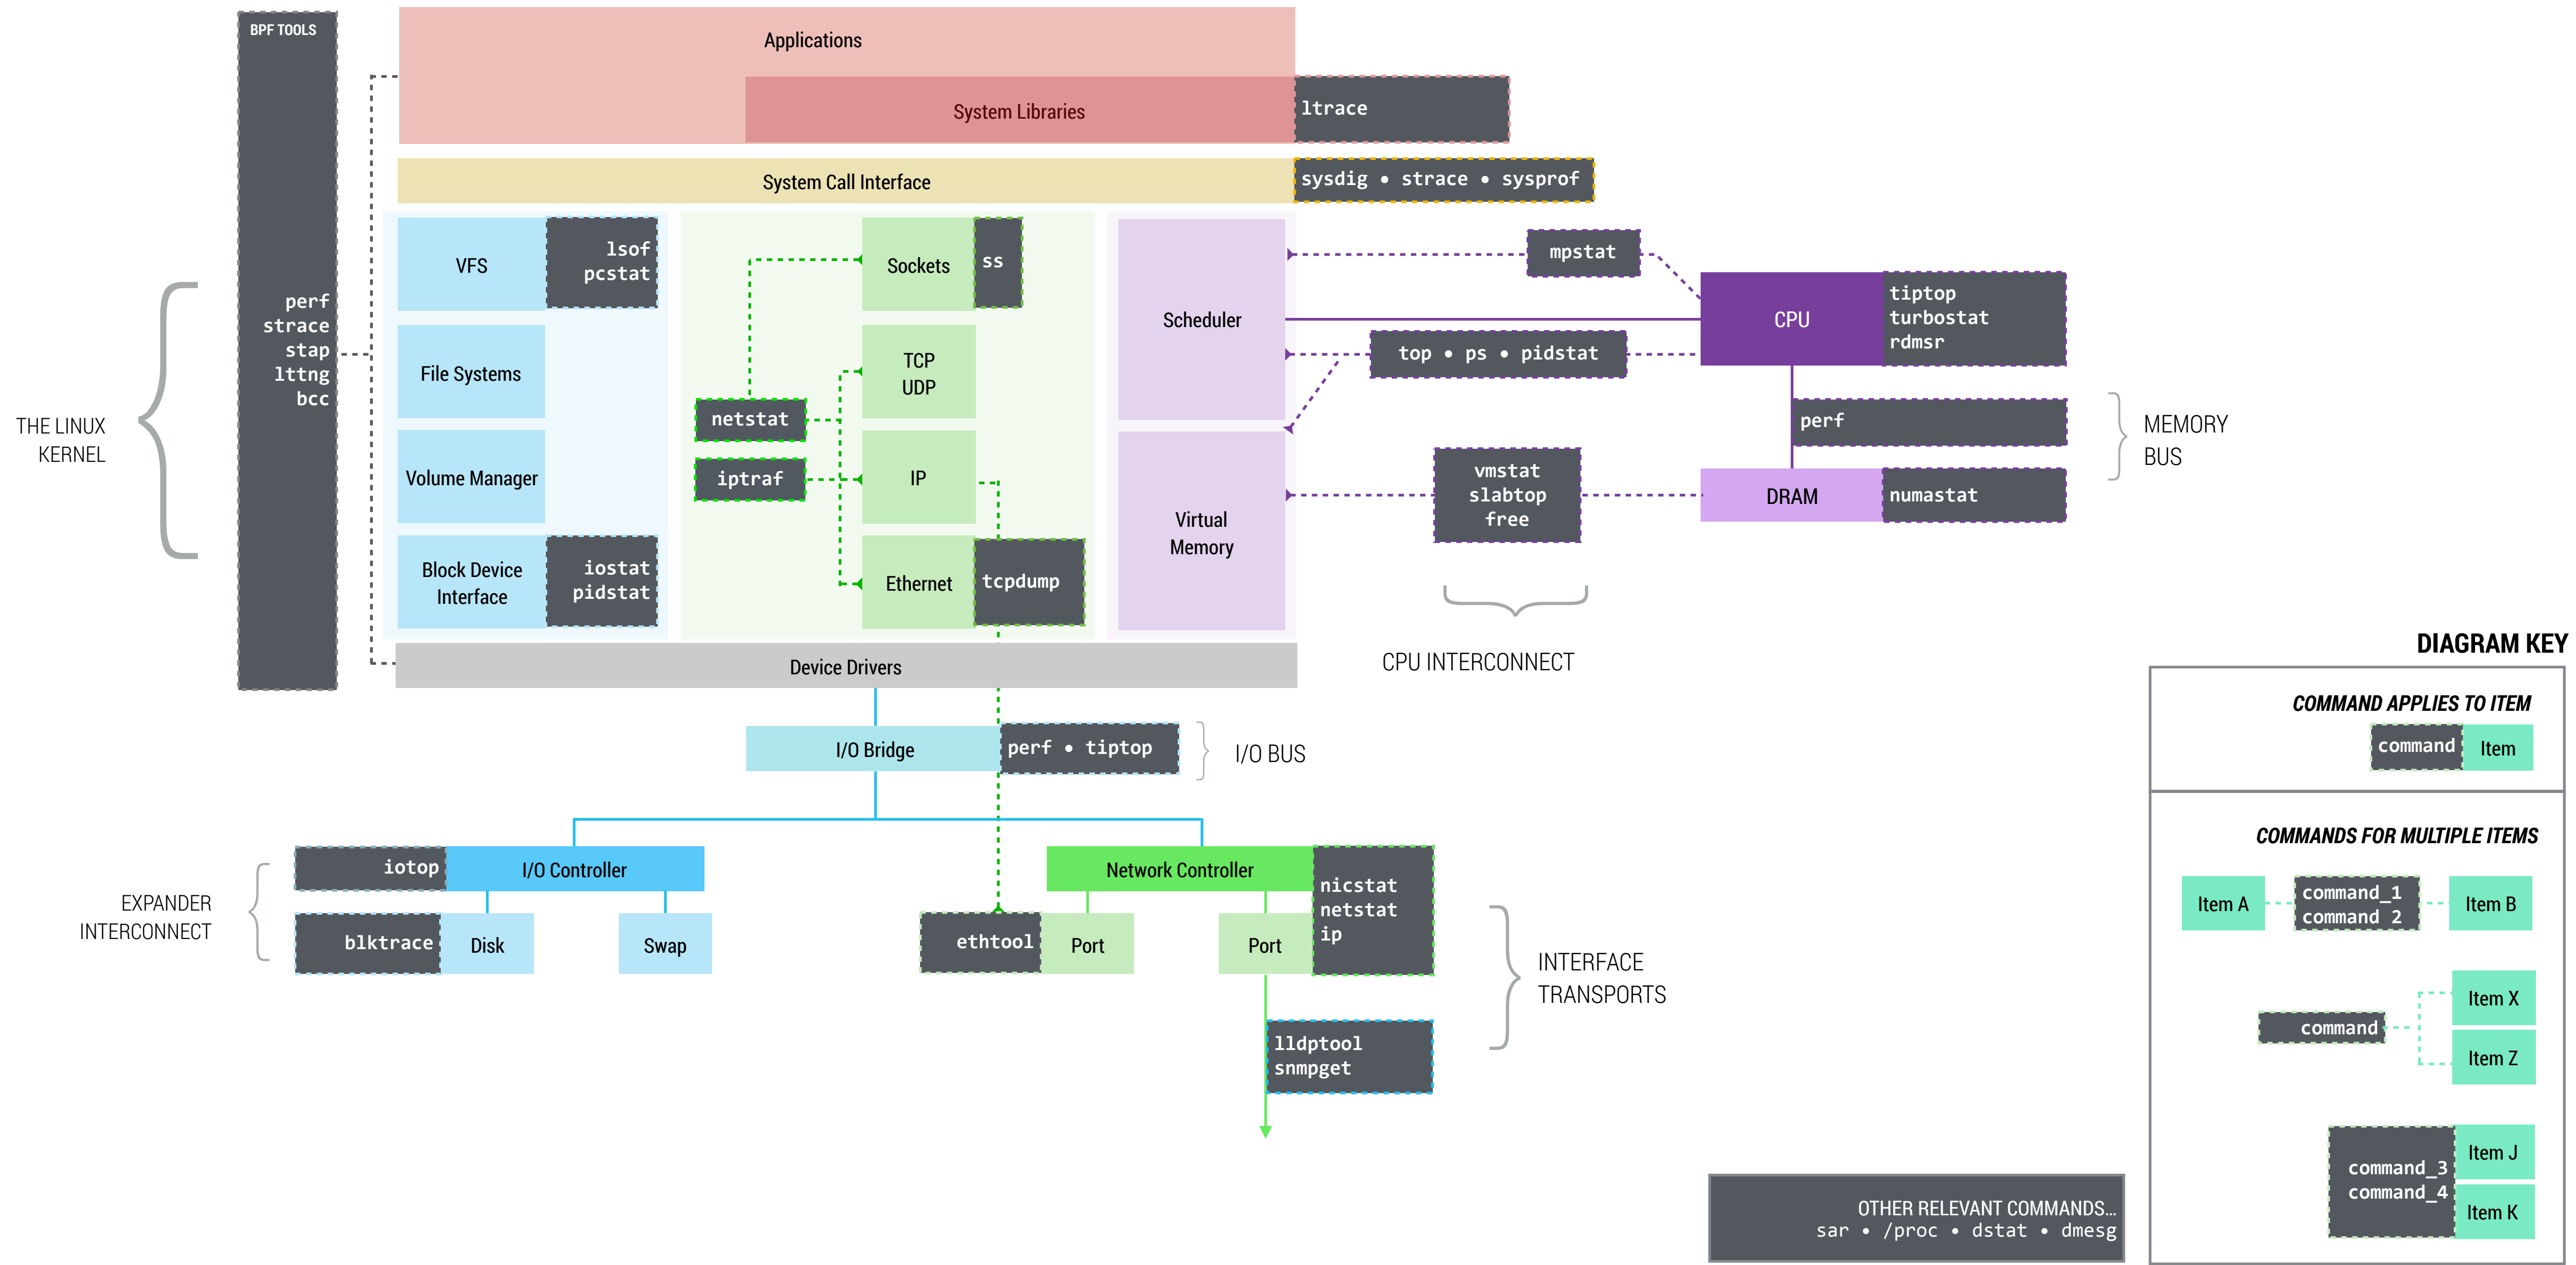 BPF TOOLS
perf
strace
stap
lttng
bcc
THE LINUX
KERNEL
Applications
System Libraries
ltrace
System Call Interface
sysdig • strace • sysprof
VFS
lsof
pcstat
File Systems
Volume Manager
Block Device
Interface
iostat
pidstat
netstat
iptraf
Sockets
ss
TCP
UDP
IP
Ethernet
tcpdump
Scheduler
Virtual
Memory
mpstat
top • ps • pidstat
vmstat
slabtop
free
CPU
tiptop
turbostat
rdmsr
perf
DRAM
numastat
MEMORY
BUS
CPU INTERCONNECT
Device Drivers
I/O Bridge
perf • tiptop
I/O BUS
EXPANDER
INTERCONNECT
iotop
I/O Controller
blktrace
Disk
Swap
Network Controller
nicstat
netstat
ip
ethtool
Port
Port
lldptool
snmpget
INTERFACE
TRANSPORTS
OTHER RELEVANT COMMANDS…
sar • /proc • dstat • dmesg
DIAGRAM KEY
COMMAND APPLIES TO ITEM
command
Item
COMMANDS FOR MULTIPLE ITEMS
Item A
command_1
command 2
Item B
command
Item X
Item Z
command_3
command_4
Item J
Item K